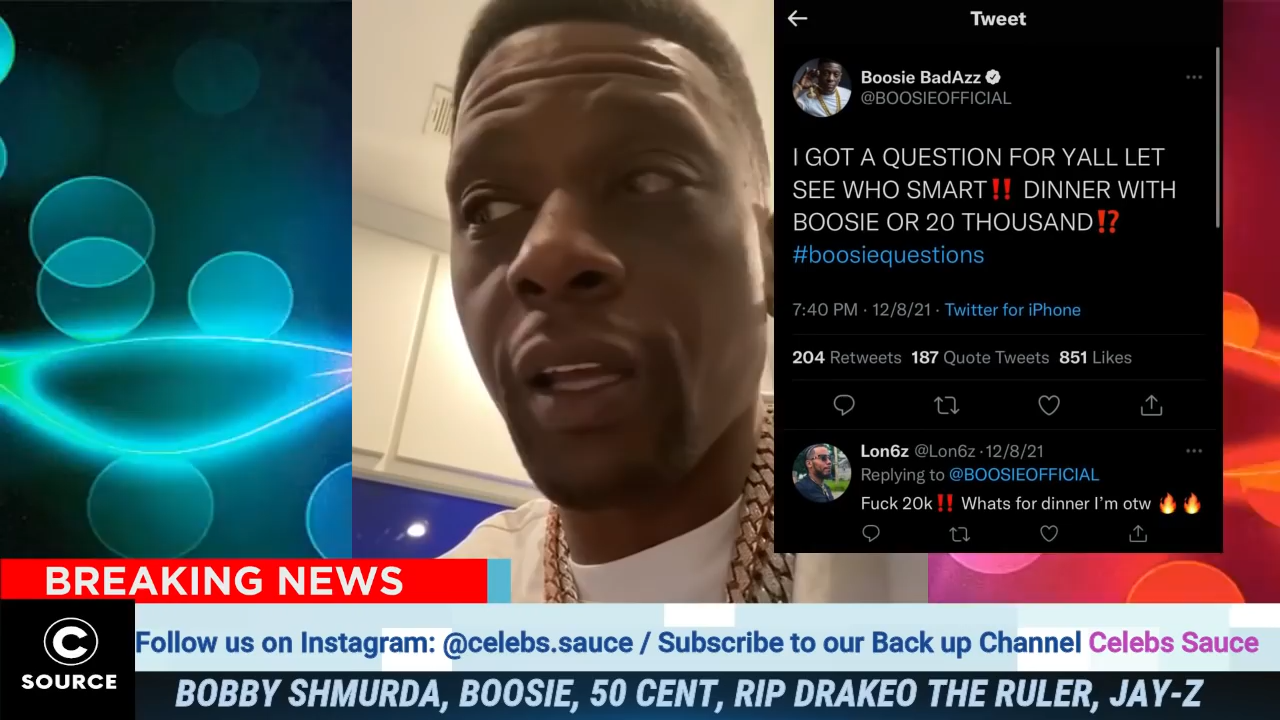 Tweet
Boosie BadAzz
@BOOSIEOFFICIAL
I GOT A QUESTION FOR YALL LET
SEE WHO SMART‼️ DINNER WITH
BOOSIE OR 20 THOUSAND⁉️
#boosiequestions
7:40 PM · 12/8/21 · Twitter for iPhone
204 Retweets 187 Quote Tweets 851 Likes
Lon6z @Lon6z · 12/8/21
Replying to @BOOSIEOFFICIAL
Fuck 20k‼️ Whats for dinner I'm otw 🔥🔥
BREAKING NEWS
C
SOURCE
Follow us on Instagram: @celebs.sauce / Subscribe to our Back up Channel Celebs Sauce
BOBBY SHMURDA, BOOSIE, 50 CENT, RIP DRAKEO THE RULER, JAY-Z